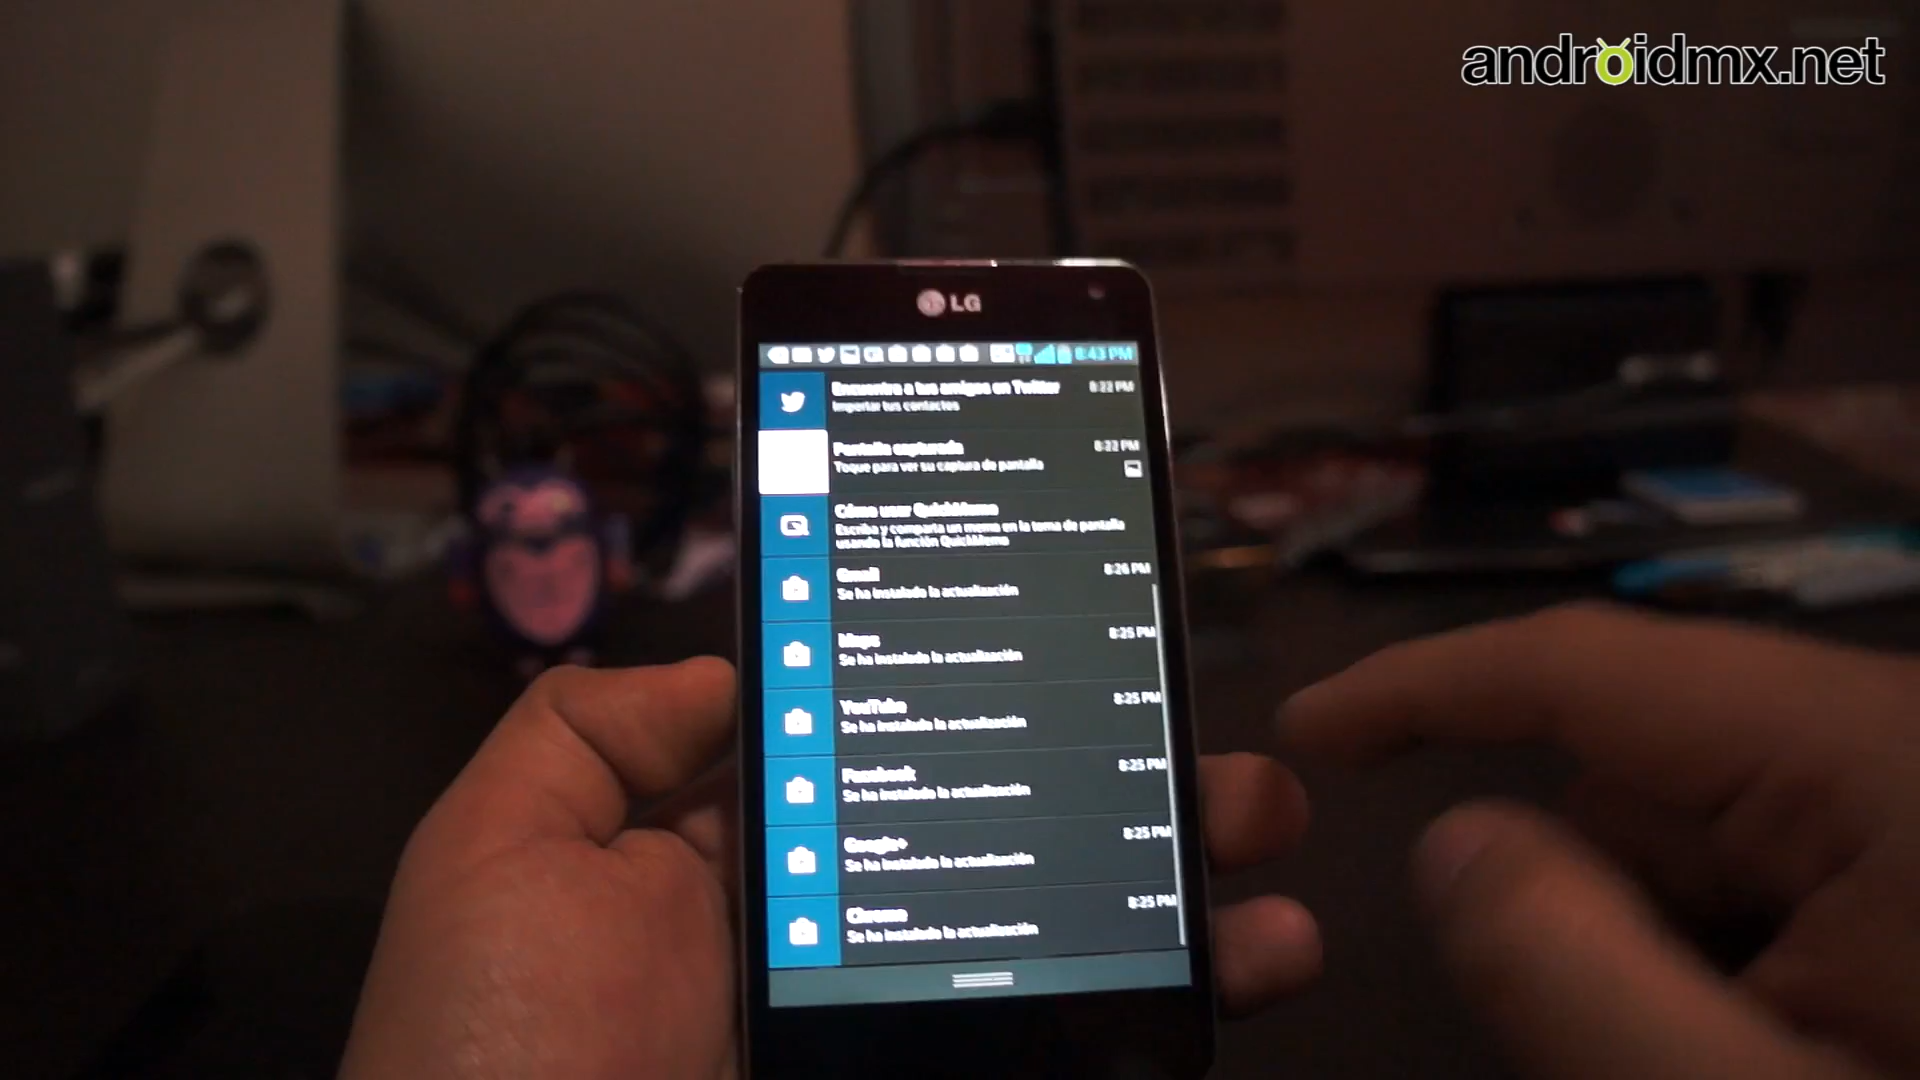 androidmx.net
LG
8:43 PM
Encuentra a tus amigos en Twitter 8:22 PM
Importar tus contactos
Pantalla capturada 8:22 PM
Toque para ver su captura de pantalla
Cómo usar QuickMemo
Escriba y comparta un memo en la toma de pantalla
usando la función QuickMemo
Gmail 8:26 PM
Se ha instalado la actualización
Maps 8:25 PM
Se ha instalado la actualización
YouTube 8:25 PM
Se ha instalado la actualización
Facebook 8:25 PM
Se ha instalado la actualización
Google+ 8:25 PM
Se ha instalado la actualización
Chrome 8:25 PM
Se ha instalado la actualización